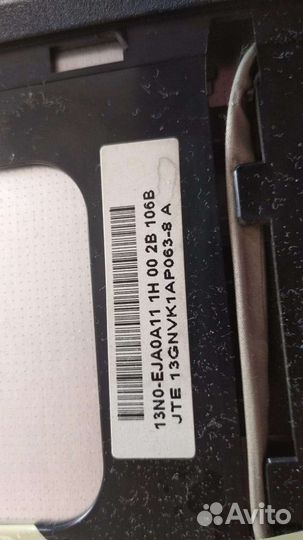 13N0-EJA0A11 1H 00 2B 106B
JTE 13GNVK1AP063-8 A
Avito